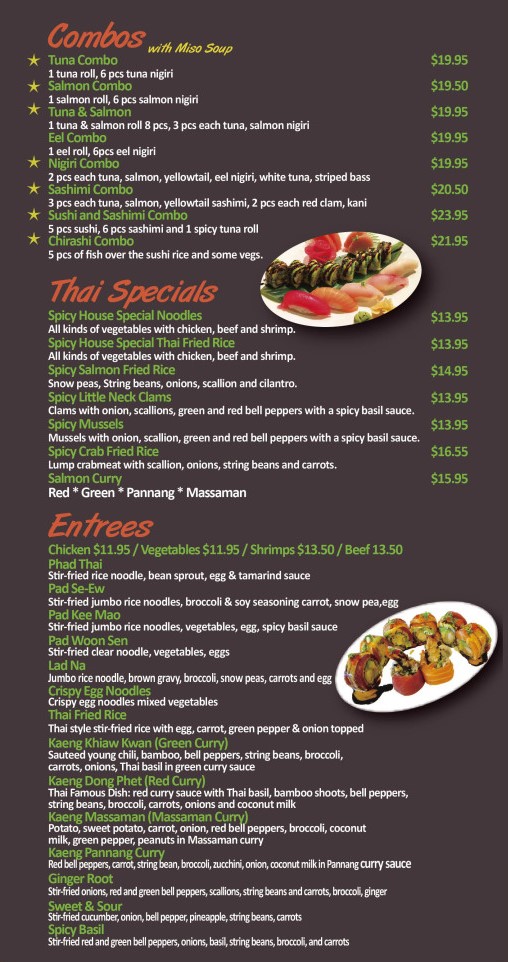 Combos with Miso Soup
Tuna Combo $19.95
1 tuna roll, 6 pcs tuna nigiri
Salmon Combo $19.50
1 salmon roll, 6 pcs salmon nigiri
Tuna & Salmon $19.95
1 tuna & salmon roll 8 pcs, 3 pcs each tuna, salmon nigiri
Eel Combo $19.95
1 eel roll, 6pcs eel nigiri
Nigiri Combo $19.95
2 pcs each tuna, salmon, yellowtail, eel nigiri, white tuna, striped bass
Sashimi Combo $20.50
3 pcs each tuna, salmon, yellowtail sashimi, 2 pcs each red clam, kani
Sushi and Sashimi Combo $23.95
5 pcs sushi, 6 pcs sashimi and 1 spicy tuna roll
Chirashi Combo $21.95
5 pcs of fish over the sushi rice and some vegs.
Thai Specials
Spicy House Special Noodles $13.95
All kinds of vegetables with chicken, beef and shrimp.
Spicy House Special Thai Fried Rice $13.95
All kinds of vegetables with chicken, beef and shrimp.
Spicy Salmon Fried Rice $14.95
Snow peas, String beans, onions, scallion and cilantro.
Spicy Little Neck Clams $13.95
Clams with onion, scallions, green and red bell peppers with a spicy basil sauce.
Spicy Mussels $13.95
Mussels with onion, scallion, green and red bell peppers with a spicy basil sauce.
Spicy Crab Fried Rice $16.55
Lump crabmeat with scallion, onions, string beans and carrots.
Salmon Curry $15.95
Red * Green * Pannang * Massaman
Entrees
Chicken $11.95 / Vegetables $11.95 / Shrimps $13.50 / Beef 13.50
Phad Thai
Stir-fried rice noodle, bean sprout, egg & tamarind sauce
Pad Se-Ew
Stir-fried jumbo rice noodles, broccoli & soy seasoning carrot, snow pea,egg
Pad Kee Mao
Stir-fried jumbo rice noodles, vegetables, egg, spicy basil sauce
Pad Woon Sen
Stir-fried clear noodle, vegetables, eggs
Lad Na
Jumbo rice noodle, brown gravy, broccoli, snow peas, carrots and egg
Crispy Egg Noodles
Crispy egg noodles mixed vegetables
Thai Fried Rice
Thai style stir-fried rice with egg, carrot, green pepper & onion topped
Kaeng Khiaw Kwan (Green Curry)
Sauteed young chili, bamboo, bell peppers, string beans, broccoli,
carrots, onions, Thai basil in green curry sauce
Kaeng Dong Phet (Red Curry)
Thai Famous Dish: red curry sauce with Thai basil, bamboo shoots, bell peppers,
string beans, broccoli, carrots, onions and coconut milk
Kaeng Massaman (Massaman Curry)
Potato, sweet potato, carrot, onion, red bell peppers, broccoli, coconut
milk, green pepper, peanuts in Massaman curry
Kaeng Pannang Curry
Red bell peppers, carrot, string bean, broccoli, zucchini, onion, coconut milk in Pannang curry sauce
Ginger Root
Stir-fried onions, red and green bell peppers, scallions, string beans and carrots, broccoli, ginger
Sweet & Sour
Stir-fried cucumber, onion, bell pepper, pineapple, string beans, carrots
Spicy Basil
Stir-fried red and green bell peppers, onions, basil, string beans, broccoli, and carrots